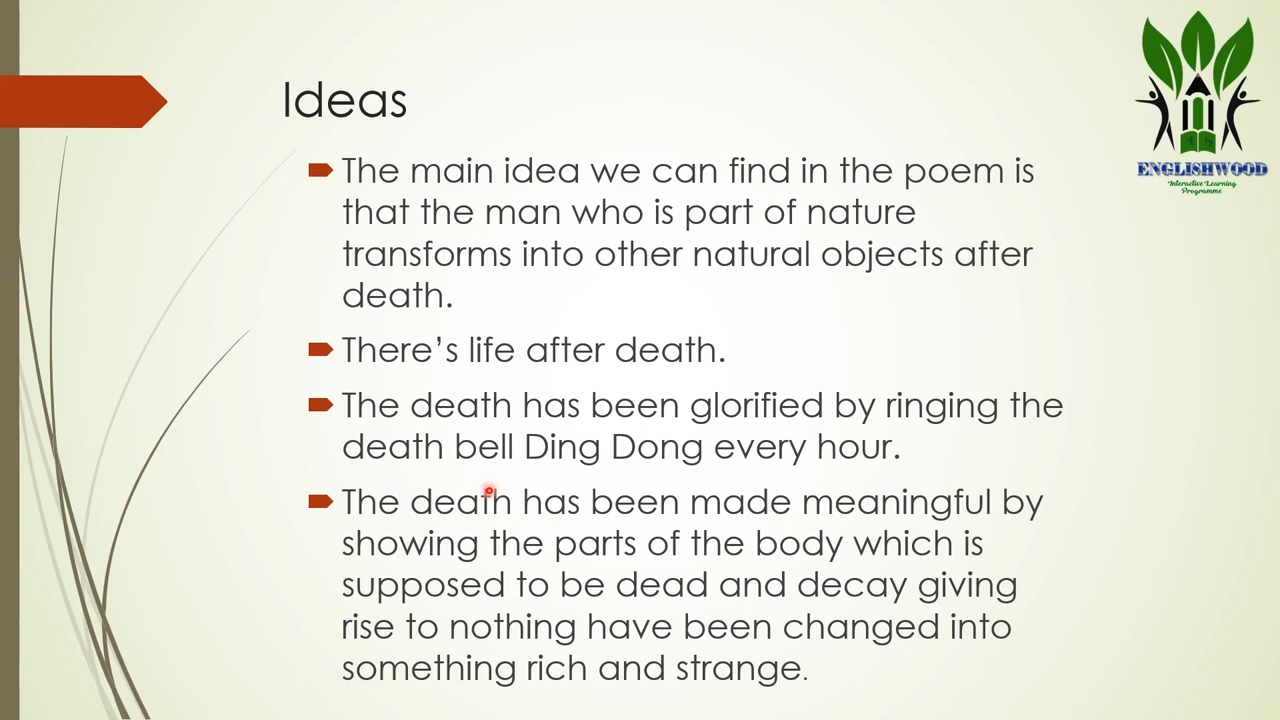 Ideas
The main idea we can find in the poem is
that the man who is part of nature
transforms into other natural objects after
death.
There's life after death.
The death has been glorified by ringing the
death bell Ding Dong every hour.
The death has been made meaningful by
showing the parts of the body which is
supposed to be dead and decay giving
rise to nothing have been changed into
something rich and strange.
ENGLISHWOOD
Interactive Learning
Programme